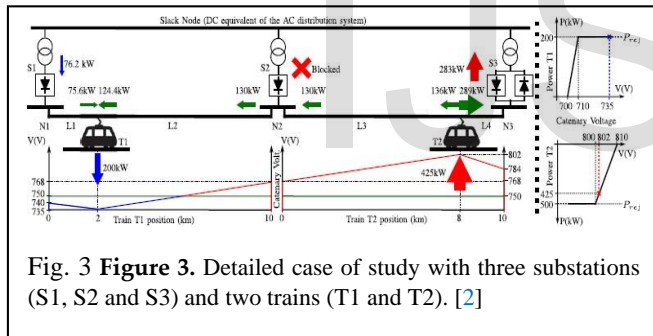 Slack Node (DC equivalent of the AC distribution system)
S1
76.2 kW
S2
Blocked
283kW
S3
75.6kW
124.4kW
130kW
130kW
136kW
289kW
N1
L1
L2
N2
L3
L4
N3
V(V)
T1
V(V)
T2
V(V)
200kW
425kW
Catenary Volt.
768
750
740
735
802
784
768
750
0
2
10 (km)
0
8
10 (km)
Train T1 position (km)
Train T2 position (km)
P(kW)
200
Power T1
V(V)
700 710
735
Catenary Voltage
800 802
810
V(V)
Power T2
425
500
P(kW)
Fig. 3 Figure 3. Detailed case of study with three substations
(S1, S2 and S3) and two trains (T1 and T2). [2]